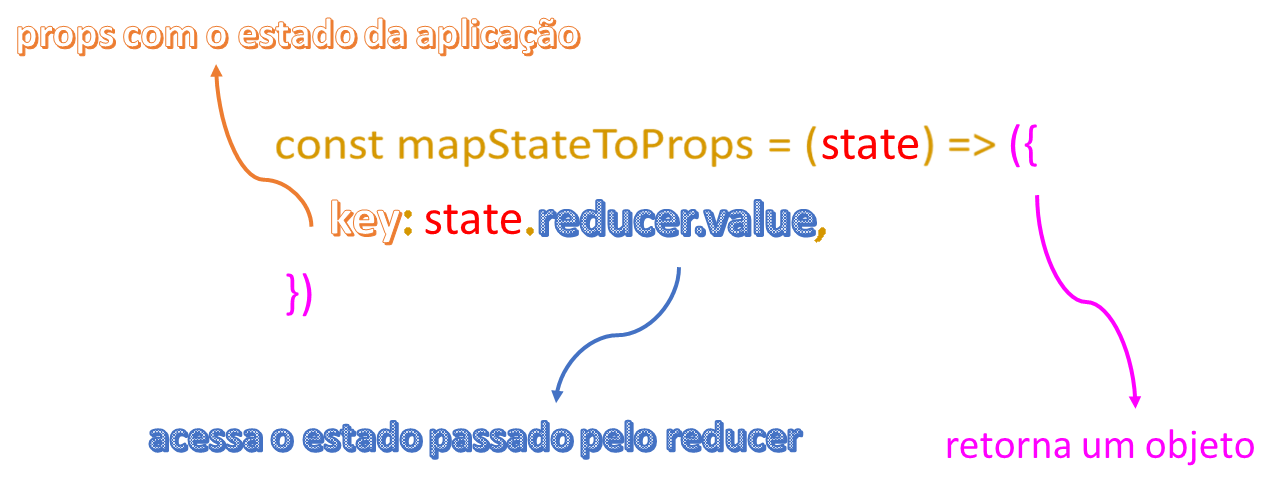 props com o estado da aplicação
const mapStateToProps = (state) => ({
key: state.reducer.value,
})
acessa o estado passado pelo reducer
retorna um objeto